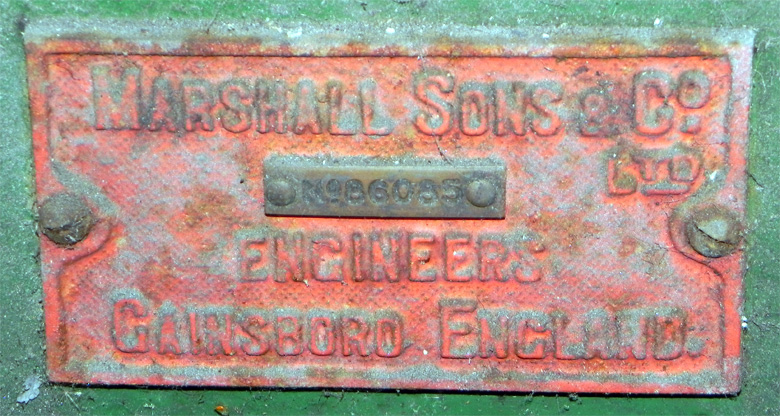 MARSHALL SONS & Co.
LTD
No 86085
ENGINEERS
GAINSBORO ENGLAND.